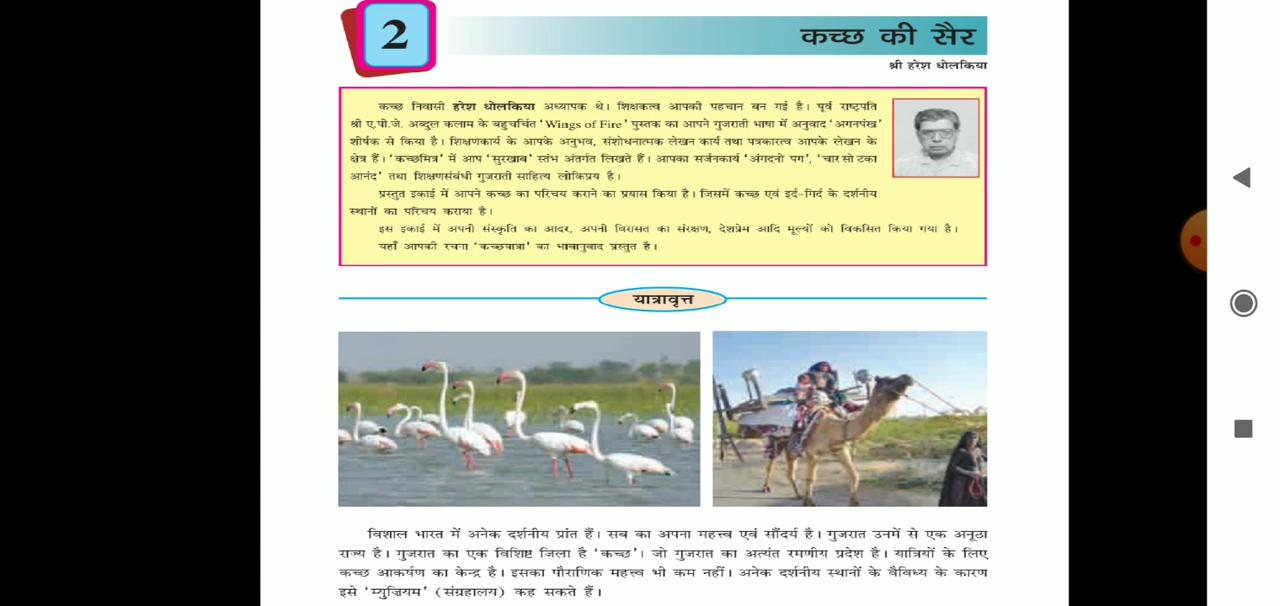 2
कच्छ की सैर
श्री हरेश धोलकिया
कच्छ निवासी हरेश धोलकिया अध्यापक थे। शिक्षकत्व आपकी पहचान बन गई है। पूर्व राष्ट्रपति
श्री ए.पी.जे. अब्दुल कलाम के बहुचर्चित ‘Wings of Fire’ पुस्तक का आपने गुजराती भाषा में अनुवाद ‘अगनपंख’
शीर्षक से किया है। शिक्षणकार्य के आपके अनुभव, संशोधनात्मक लेखन कार्य तथा पत्रकारत्व आपके लेखन के
क्षेत्र हैं। ‘कच्छमित्र’ में आप ‘सुरखाब’ स्तंभ अंतर्गत लिखते हैं। आपका सर्जनकार्य ‘अंगदनो पग’, ‘चार सो टका
आनंद’ तथा शिक्षणसंबंधी गुजराती साहित्य लोकप्रिय है।
प्रस्तुत इकाई में आपने कच्छ का परिचय कराने का प्रयास किया है। जिसमें कच्छ एवं इर्द-गिर्द के दर्शनीय
स्थानों का परिचय कराया है।
इस इकाई में अपनी संस्कृति का आदर, अपनी विरासत का संरक्षण, देशप्रेम आदि मूल्यों को विकसित किया गया है।
यहाँ आपकी रचना ‘कच्छयात्रा’ का भावानुवाद प्रस्तुत है।
यात्रावृत्त
विशाल भारत में अनेक दर्शनीय प्रांत हैं। सब का अपना महत्त्व एवं सौंदर्य है। गुजरात उनमें से एक अनूठा
राज्य है। गुजरात का एक विशिष्ट जिला है ‘कच्छ’। जो गुजरात का अत्यंत रमणीय प्रदेश है। यात्रियों के लिए
कच्छ आकर्षण का केन्द्र है। इसका पौराणिक महत्त्व भी कम नहीं। अनेक दर्शनीय स्थानों के वैविध्य के कारण
इसे ‘म्युज़ियम’ (संग्रहालय) कह सकते हैं।